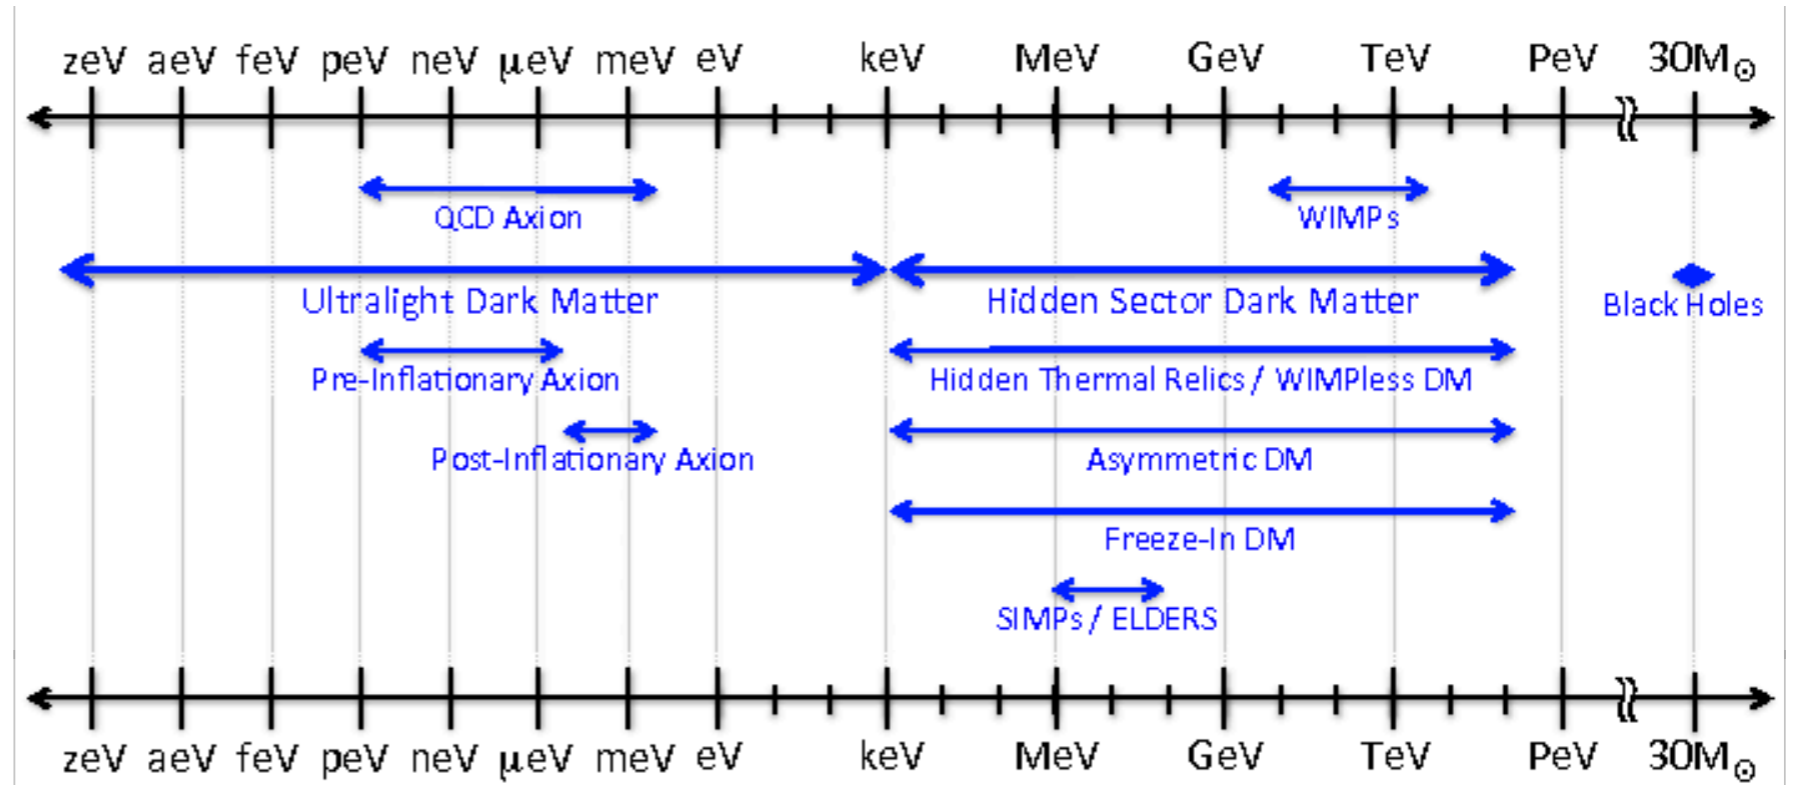 zeV aeV feV peV neV μeV meV eV keV MeV GeV TeV PeV 30M⊙
QCD Axion WIMPs
Ultralight Dark Matter Hidden Sector Dark Matter Black Holes
Pre-Inflationary Axion Hidden Thermal Relics / WIMPless DM
Post-Inflationary Axion Asymmetric DM
Freeze-In DM
SIMPs / ELDERS
zeV aeV feV peV neV μeV meV eV keV MeV GeV TeV PeV 30M⊙